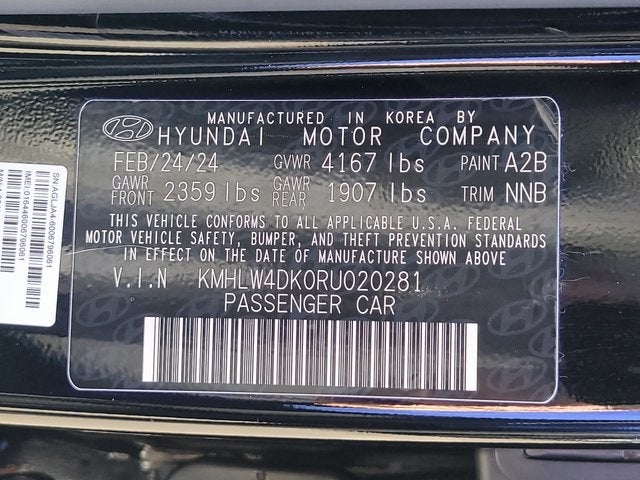 MANUFACTURED IN KOREA BY
HYUNDAI MOTOR COMPANY
FEB/24/24 GVWR 4167 lbs PAINT A2B
GAWR FRONT 2359 lbs GAWR REAR 1907 lbs TRIM NNB
THIS VEHICLE CONFORMS TO ALL APPLICABLE U.S.A. FEDERAL
MOTOR VEHICLE SAFETY, BUMPER, AND THEFT PREVENTION STANDARDS
IN EFFECT ON THE DATE OF MANUFACTURE SHOWN ABOVE
V.I.N KMHLW4DK0RU020281
PASSENGER CAR